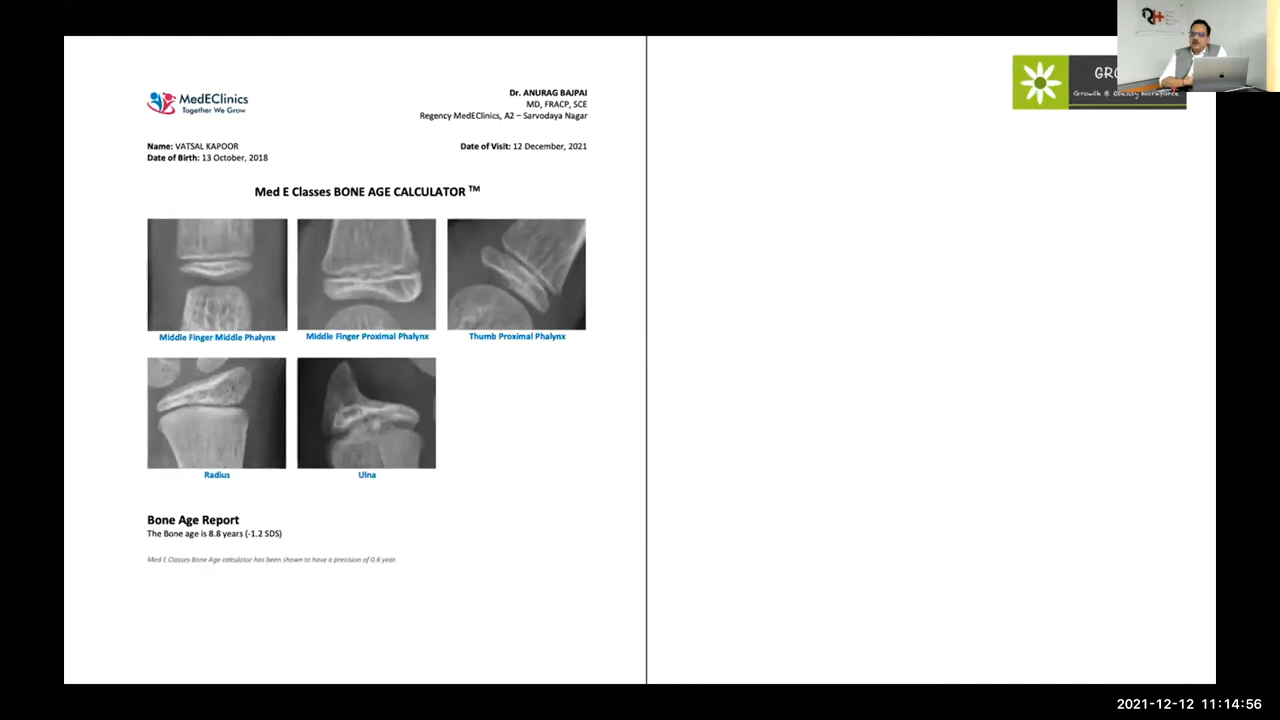 MedEClinics
Together We Grow
Dr. ANURAG BAJPAI
MD, FRACP, SCE
Regency MedEClinics, A2 – Sarvodaya Nagar
Name: VATSAL KAPOOR
Date of Birth: 13 October, 2018
Date of Visit: 12 December, 2021
Med E Classes BONE AGE CALCULATOR TM
Middle Finger Middle Phalynx
Middle Finger Proximal Phalynx
Thumb Proximal Phalynx
Radius
Ulna
Bone Age Report
The Bone age is 8.8 years (-1.2 SDS)
Med E Classes Bone Age calculator has been shown to have a precision of 0.6 year.
Growth & Obesity Workforce
2021-12-12 11:14:56